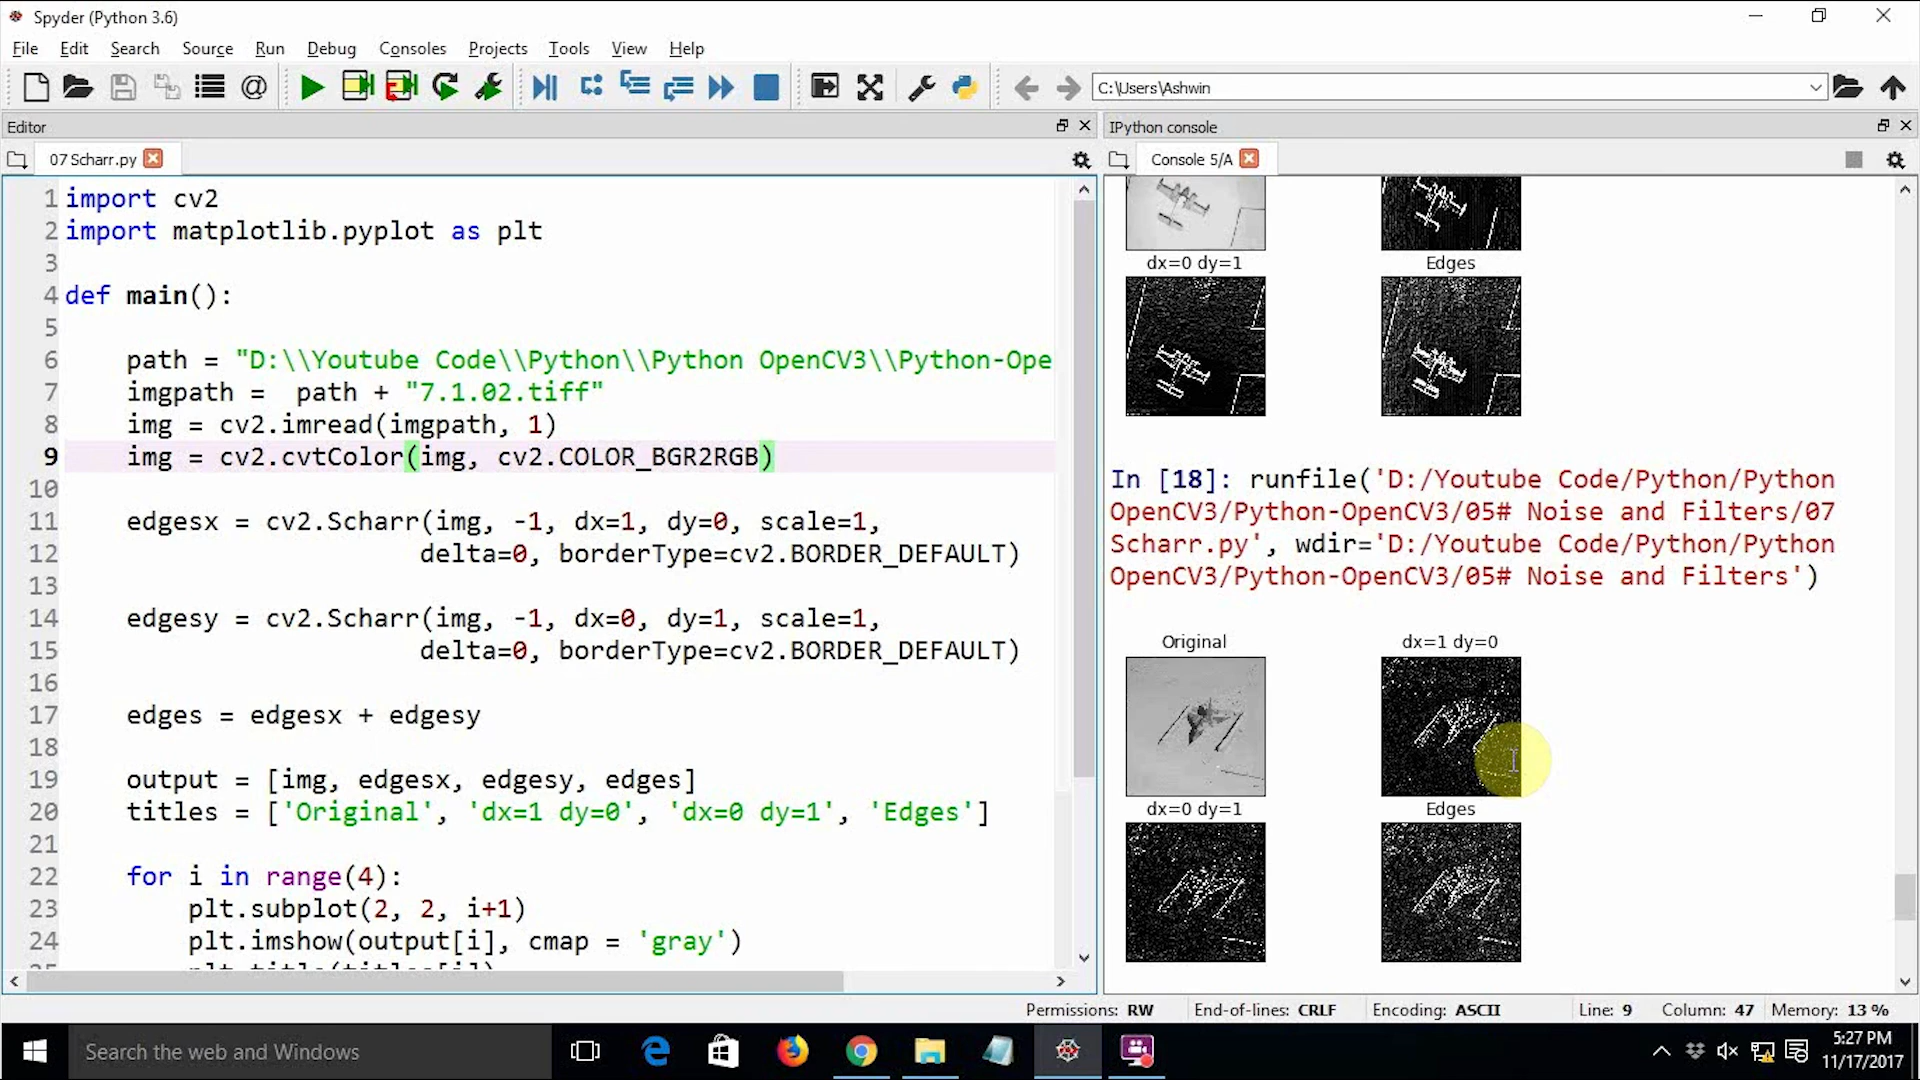 Spyder (Python 3.6)
File Edit Search Source Run Debug Consoles Projects Tools View Help
C:\Users\Ashwin
Editor
07 Scharr.py
1 import cv2
2 import matplotlib.pyplot as plt
3
4 def main():
5
6 path = "D:\\Youtube Code\\Python\\Python OpenCV3\\Python-Ope
7 imgpath =  path + "7.1.02.tiff"
8 img = cv2.imread(imgpath, 1)
9 img = cv2.cvtColor(img, cv2.COLOR_BGR2RGB)
10
11 edgesx = cv2.Scharr(img, -1, dx=1, dy=0, scale=1,
12 delta=0, borderType=cv2.BORDER_DEFAULT)
13
14 edgesy = cv2.Scharr(img, -1, dx=0, dy=1, scale=1,
15 delta=0, borderType=cv2.BORDER_DEFAULT)
16
17 edges = edgesx + edgesy
18
19 output = [img, edgesx, edgesy, edges]
20 titles = ['Original', 'dx=1 dy=0', 'dx=0 dy=1', 'Edges']
21
22 for i in range(4):
23 plt.subplot(2, 2, i+1)
24 plt.imshow(output[i], cmap = 'gray')
plt.title(titles[i])
IPython console
Console 5/A
dx=0 dy=1 Edges
In [18]: runfile('D:/Youtube Code/Python/Python
OpenCV3/Python-OpenCV3/05# Noise and Filters/07
Scharr.py', wdir='D:/Youtube Code/Python/Python
OpenCV3/Python-OpenCV3/05# Noise and Filters')
Original dx=1 dy=0
dx=0 dy=1 Edges
Permissions: RW End-of-lines: CRLF Encoding: ASCII Line: 9 Column: 47 Memory: 13 %
Search the web and Windows
5:27 PM
11/17/2017